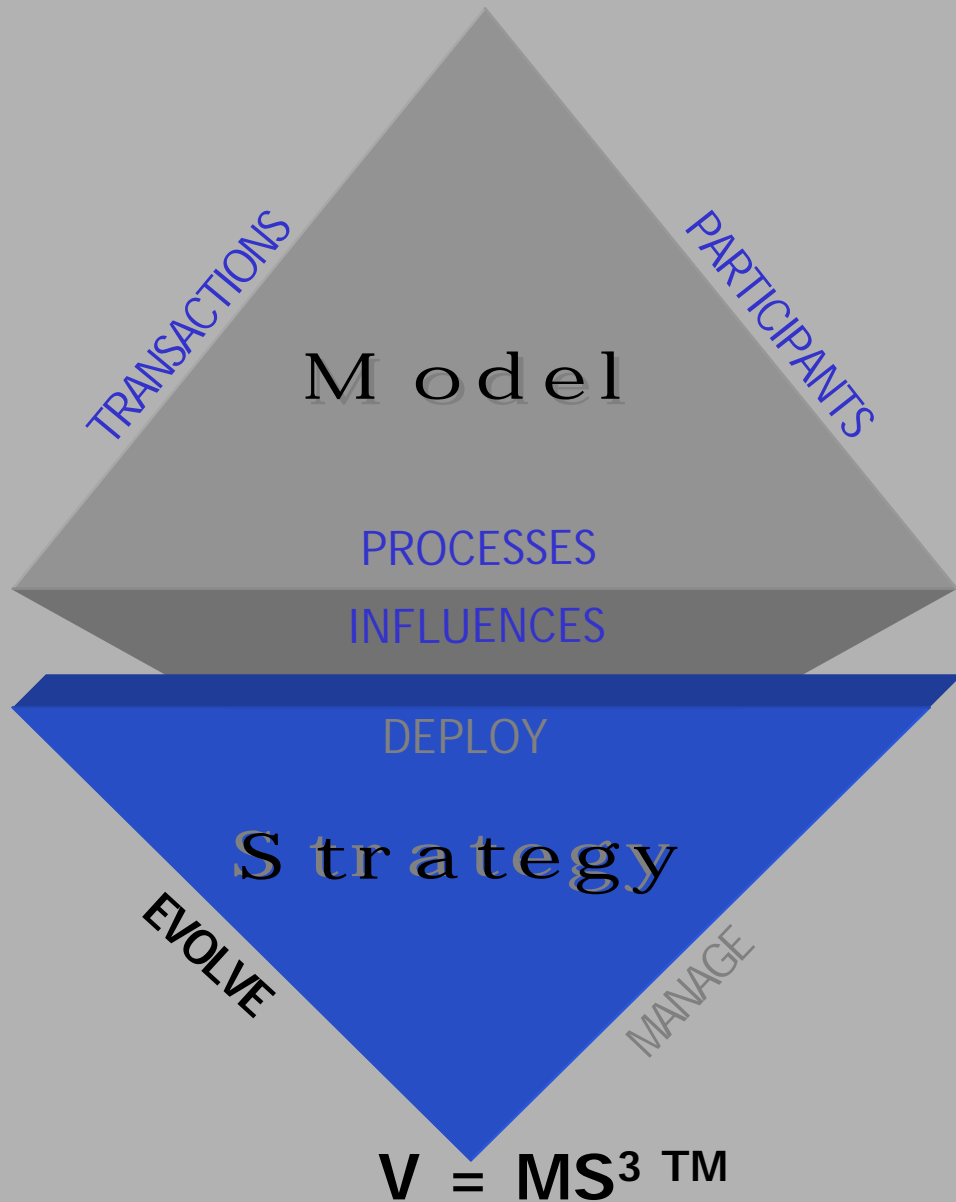 TRANSACTIONS
PARTICIPANTS
Model
PROCESSES
INFLUENCES
DEPLOY
Strategy
EVOLVE
MANAGE
V = MS³ ™